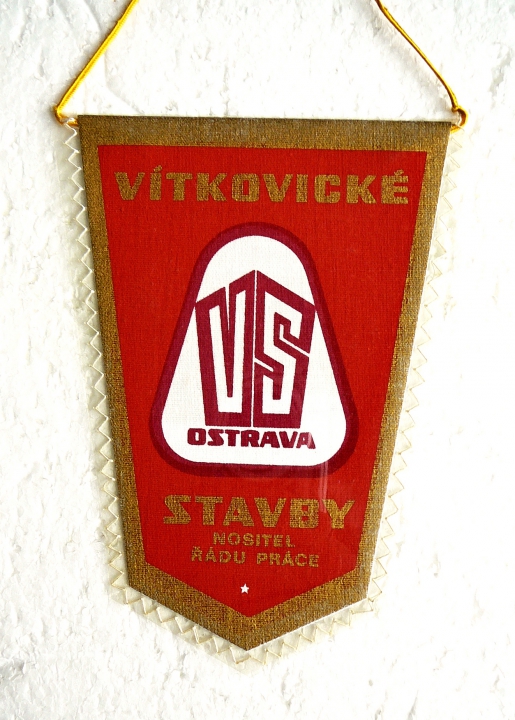 VÍTKOVICKÉ
VS
OSTRAVA
STAVBY
NOSITEL
ŘÁDU PRÁCE